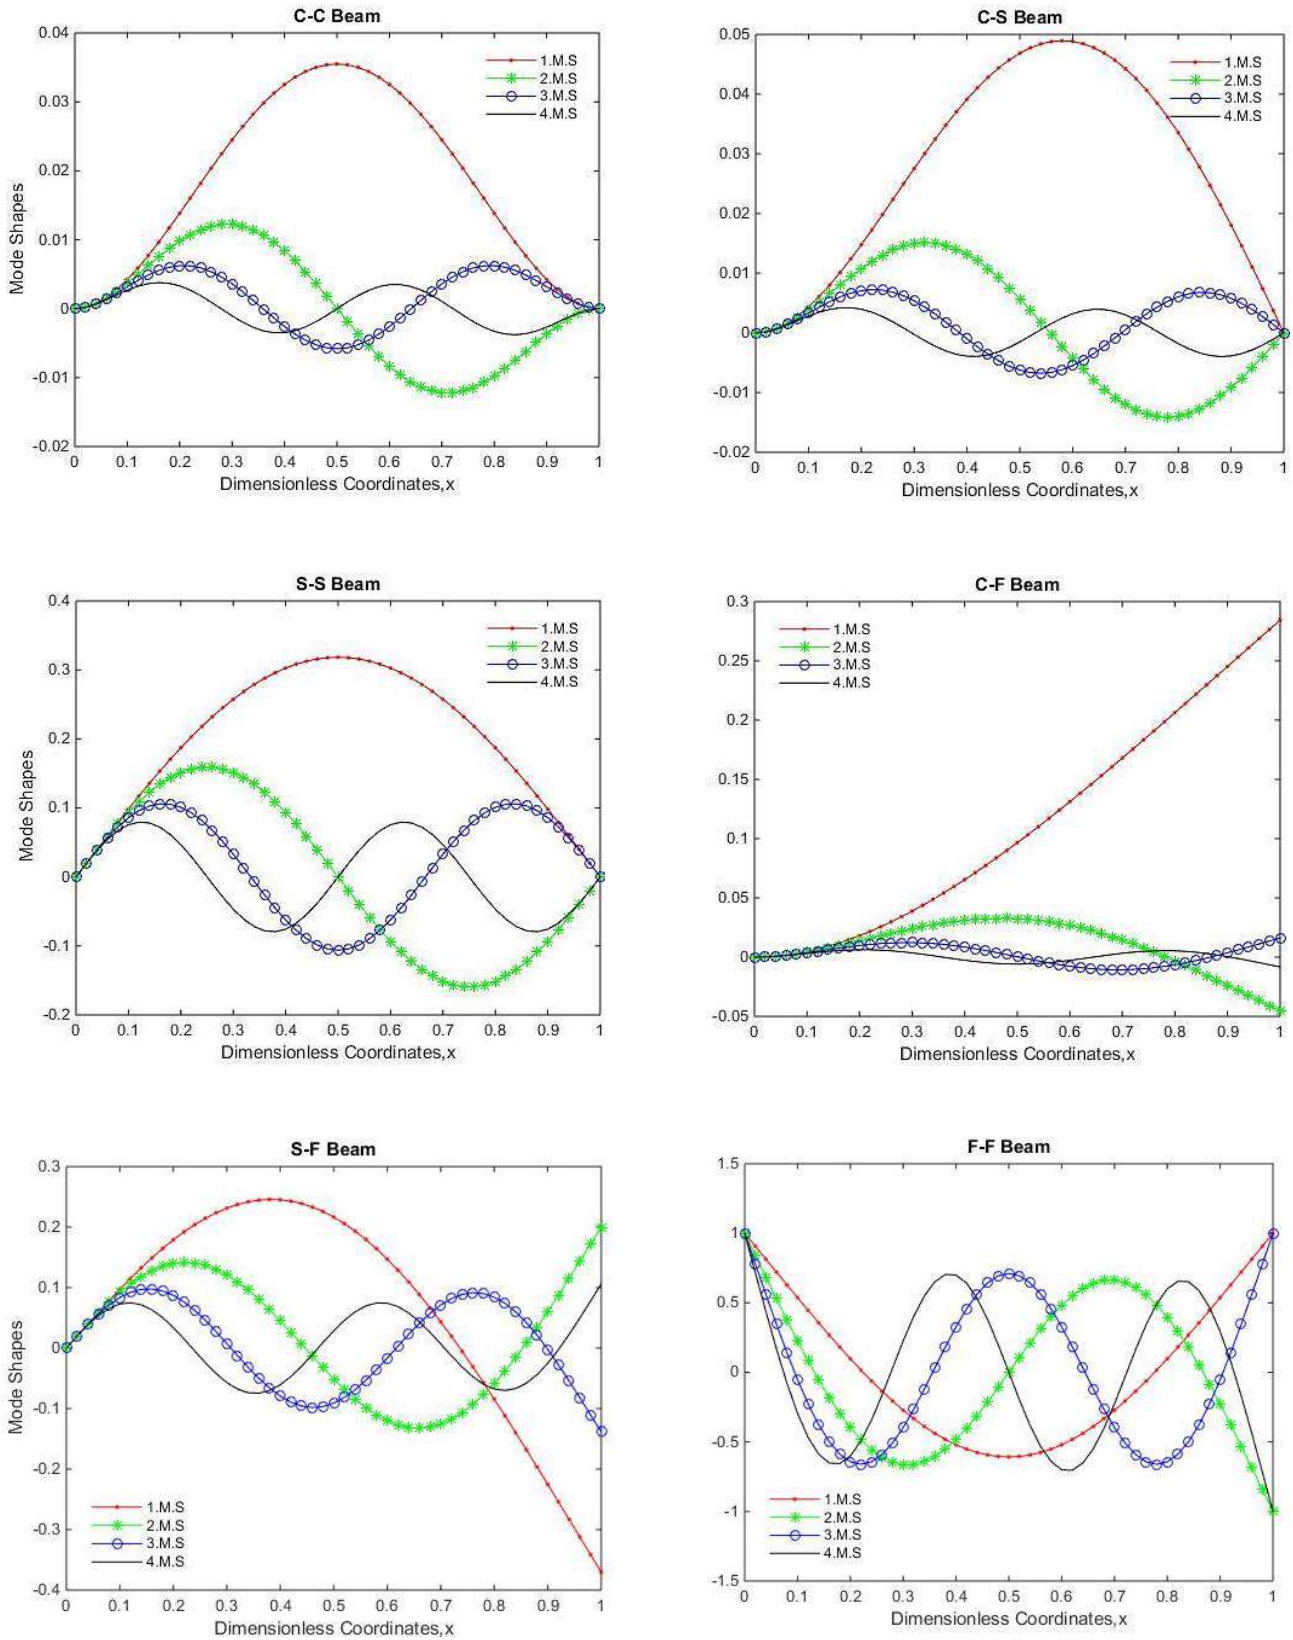 C-C Beam
0.04
0.03
0.02
0.01
0
-0.01
-0.02
Mode Shapes
1.M.S
2.M.S
3.M.S
4.M.S
0 0.1 0.2 0.3 0.4 0.5 0.6 0.7 0.8 0.9 1
Dimensionless Coordinates,x
C-S Beam
0.05
0.04
0.03
0.02
0.01
0
-0.01
-0.02
1.M.S
2.M.S
3.M.S
4.M.S
0 0.1 0.2 0.3 0.4 0.5 0.6 0.7 0.8 0.9 1
Dimensionless Coordinates,x
S-S Beam
0.4
0.3
0.2
0.1
0
-0.1
-0.2
Mode Shapes
1.M.S
2.M.S
3.M.S
4.M.S
0 0.1 0.2 0.3 0.4 0.5 0.6 0.7 0.8 0.9 1
Dimensionless Coordinates,x
C-F Beam
0.3
0.25
0.2
0.15
0.1
0.05
0
-0.05
1.M.S
2.M.S
3.M.S
4.M.S
0 0.1 0.2 0.3 0.4 0.5 0.6 0.7 0.8 0.9 1
Dimensionless Coordinates,x
S-F Beam
0.3
0.2
0.1
0
-0.1
-0.2
-0.3
-0.4
Mode Shapes
1.M.S
2.M.S
3.M.S
4.M.S
0 0.1 0.2 0.3 0.4 0.5 0.6 0.7 0.8 0.9 1
Dimensionless Coordinates,x
F-F Beam
1.5
1
0.5
0
-0.5
-1
-1.5
1.M.S
2.M.S
3.M.S
4.M.S
0 0.1 0.2 0.3 0.4 0.5 0.6 0.7 0.8 0.9 1
Dimensionless Coordinates,x